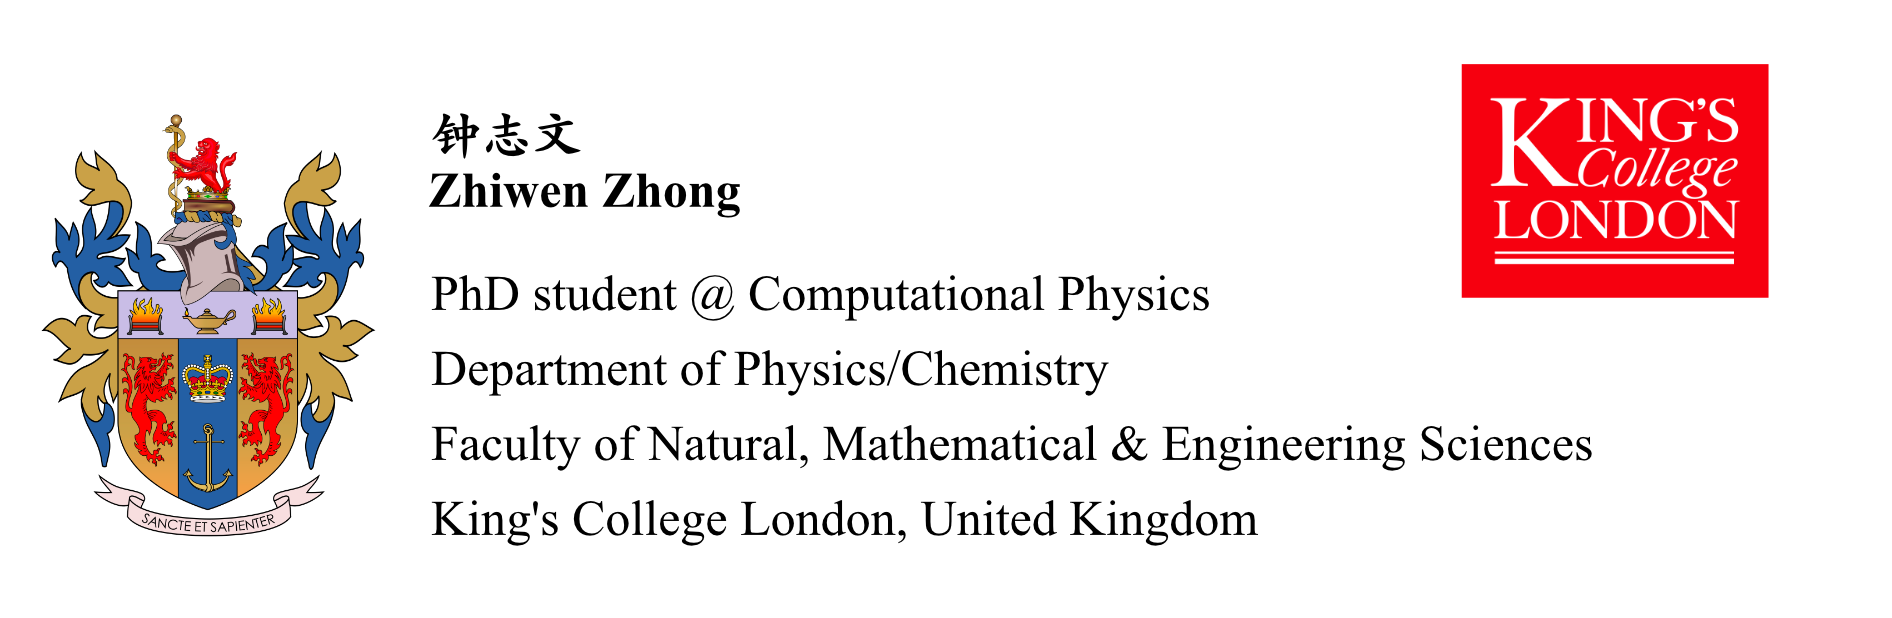 钟志文
Zhiwen Zhong
PhD student @ Computational Physics
Department of Physics/Chemistry
Faculty of Natural, Mathematical & Engineering Sciences
King's College London, United Kingdom
SANCTE ET SAPIENTER
KING'S
College
LONDON